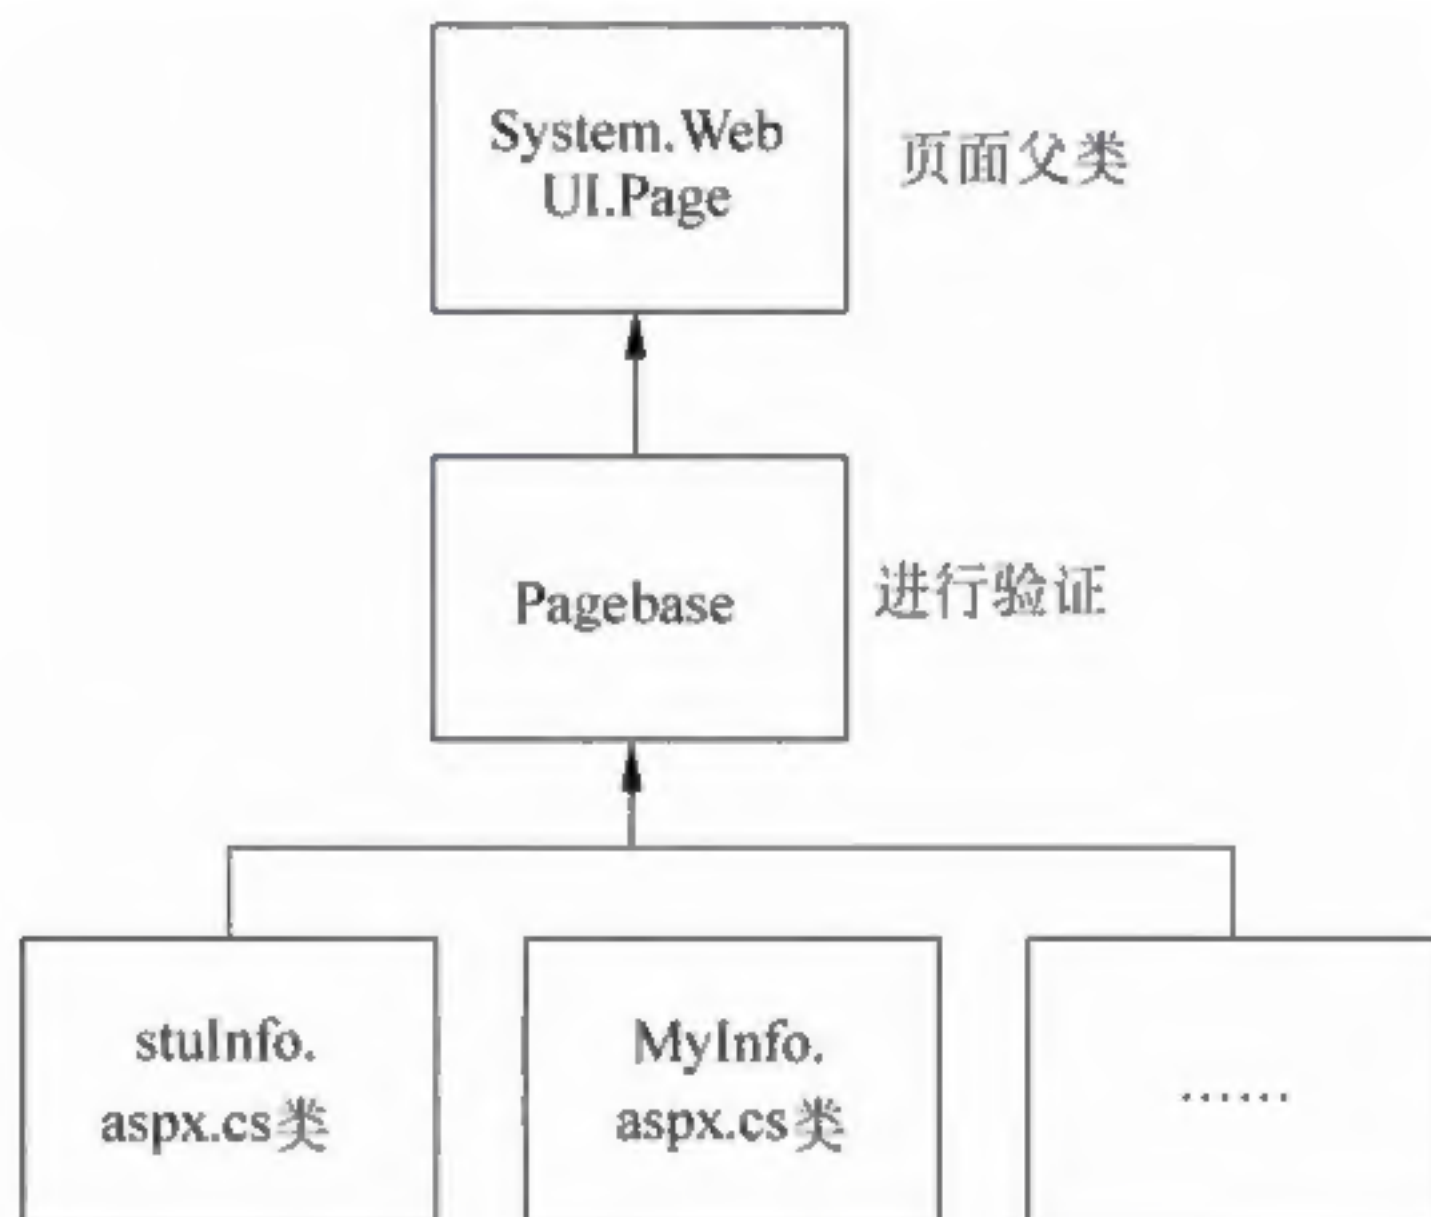 System.Web
UI.Page
页面父类
Pagebase
进行验证
stuInfo.
aspx.cs类
MyInfo.
aspx.cs类
......